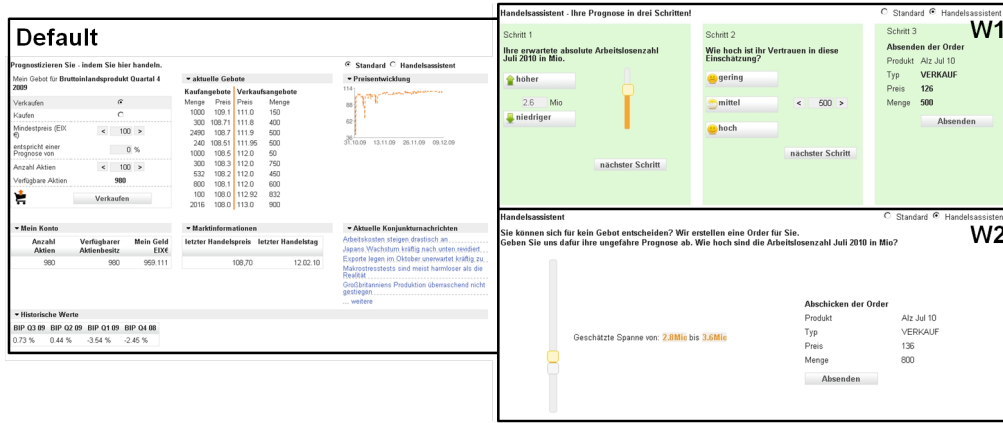 Default
Prognostizieren Sie - indem Sie hier handeln.
Standard Handelsassistent
Mein Gebot für Bruttoinlandsprodukt Quartal 4
2009
Verkaufen
Kaufen
Mindestpreis (EIX
€)
< 100 >
entspricht einer
Prognose von
0 %
Anzahl Aktien < 100 >
Verfügbare Aktien 980
Verkaufen
aktuelle Gebote
Kaufangebote Verkaufsangebote
Menge Preis Preis Menge
1000 109.1 111.0 150
300 108.71 111.8 400
2490 108.7 111.9 500
240 108.51 111.95 500
1000 108.5 112.0 50
300 108.3 112.0 750
532 108.2 112.0 450
800 108.1 112.0 600
100 108.0 112.92 832
2016 108.0 113.0 900
Preisentwicklung
114
88
62
36
31.10.09 13.11.09 26.11.09 09.12.09
Mein Konto
Anzahl
Aktien
Verfügbarer
Aktienbesitz
Mein Geld
EIX€
980 980 959.111
Marktinformationen
letzter Handelspreis letzter Handelstag
108,70 12.02.10
Aktuelle Konjunkturnachrichten
Arbeitskosten steigen drastisch an
Japans Wachstum kräftig nach unten revidiert
Exporte legen im Oktober unerwartet kräftig zu
Makrostresstests sind meist harmloser als die
Realität
Großbritanniens Produktion überraschend nicht
gestiegen
... weitere
Historische Werte
BIP Q3 09 BIP Q2 09 BIP Q1 09 BIP Q4 08
0.73 % 0.44 % -3.54 % -2.45 %
Handelsassistent - Ihre Prognose in drei Schritten!
Standard Handelsassistent
W1
Schritt 1
Ihre erwartete absolute Arbeitslosenzahl
Juli 2010 in Mio.
höher
2.6 Mio
niedriger
nächster Schritt
Schritt 2
Wie hoch ist ihr Vertrauen in diese
Einschätzung?
gering
mittel < 500 >
hoch
nächster Schritt
Schritt 3
Absenden der Order
Produkt Alz Jul 10
Typ VERKAUF
Preis 126
Menge 500
Absenden
Handelsassistent
Standard Handelsassistent
W2
Sie können sich für kein Gebot entscheiden? Wir erstellen eine Order für Sie.
Geben Sie uns dafür ihre ungefähre Prognose ab. Wie hoch sind die Arbeitslosenzahl Juli 2010 in Mio?
Geschätzte Spanne von: 2.8Mio bis 3.6Mio
Abschicken der Order
Produkt Alz Jul 10
Typ VERKAUF
Preis 136
Menge 800
Absenden